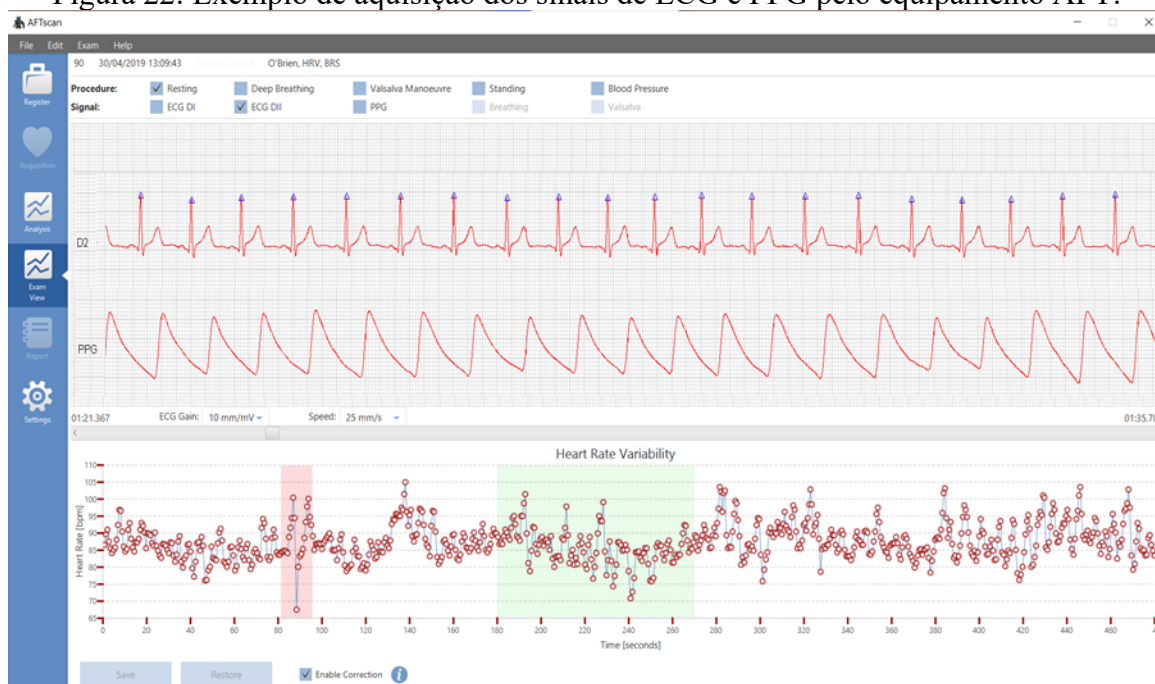 Figura 22: Exemplo de aquisição dos sinais de ECG e PPG pelo equipamento AFT.
AFTscan
File Edit Exam Help
90 30/04/2019 13:09:43 O'Brien, HRV, BRS
Register
Procedure: Resting Deep Breathing Valsalva Manoeuvre Standing Blood Pressure
Signal: ECG DI ECG DII PPG Breathing Valsalva
Acquisition
Analysis
D2
Exam
View
PPG
Report
Settings
01:21.367 ECG Gain: 10 mm/mV Speed: 25 mm/s
Heart Rate Variability
Heart Rate [bpm]
110
105
100
95
90
85
80
75
70
65
0 20 40 60 80 100 120 140 160 180 200 220 240 260 280 300 320 340 360 380 400 420 440 460
Time [seconds]
Save Restore Enable Correction i